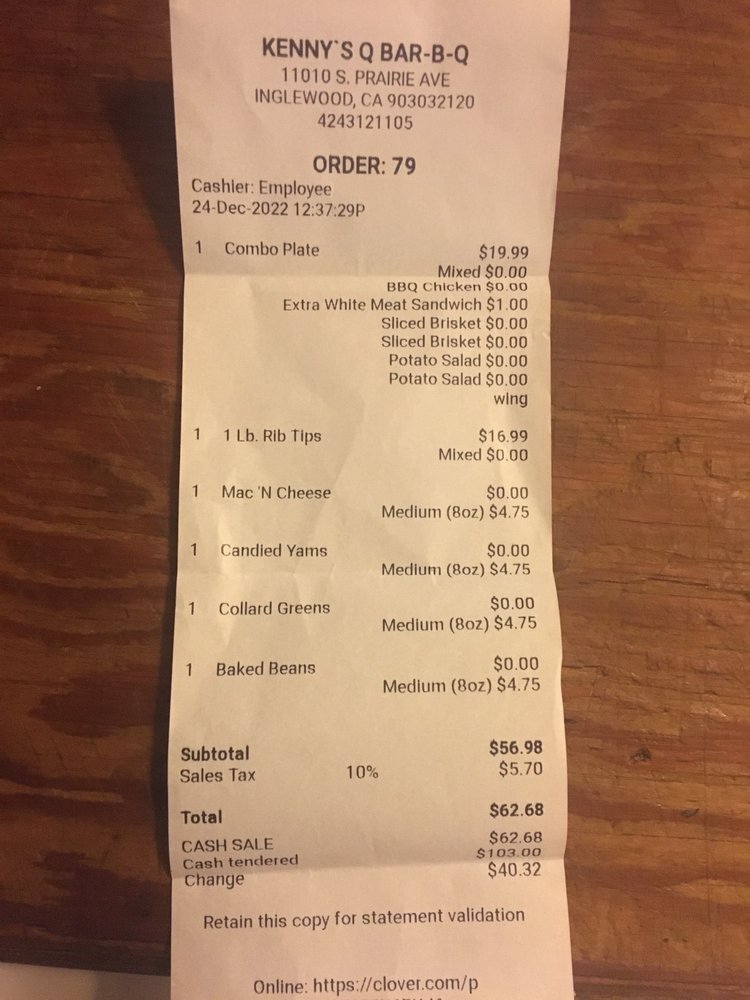 KENNY`S Q BAR-B-Q
11010 S. PRAIRIE AVE
INGLEWOOD, CA 903032120
4243121105
ORDER: 79
Cashier: Employee
24-Dec-2022 12:37:29P
1 Combo Plate $19.99
Mixed $0.00
BBQ Chicken $0.00
Extra White Meat Sandwich $1.00
Sliced Brisket $0.00
Sliced Brisket $0.00
Potato Salad $0.00
Potato Salad $0.00
wing
1 1 Lb. Rib Tips $16.99
Mixed $0.00
1 Mac 'N Cheese $0.00
Medium (8oz) $4.75
1 Candied Yams $0.00
Medium (8oz) $4.75
1 Collard Greens $0.00
Medium (8oz) $4.75
1 Baked Beans $0.00
Medium (8oz) $4.75
Subtotal $56.98
Sales Tax 10% $5.70
Total $62.68
CASH SALE $62.68
Cash tendered $103.00
Change $40.32
Retain this copy for statement validation
Online: https://clover.com/p